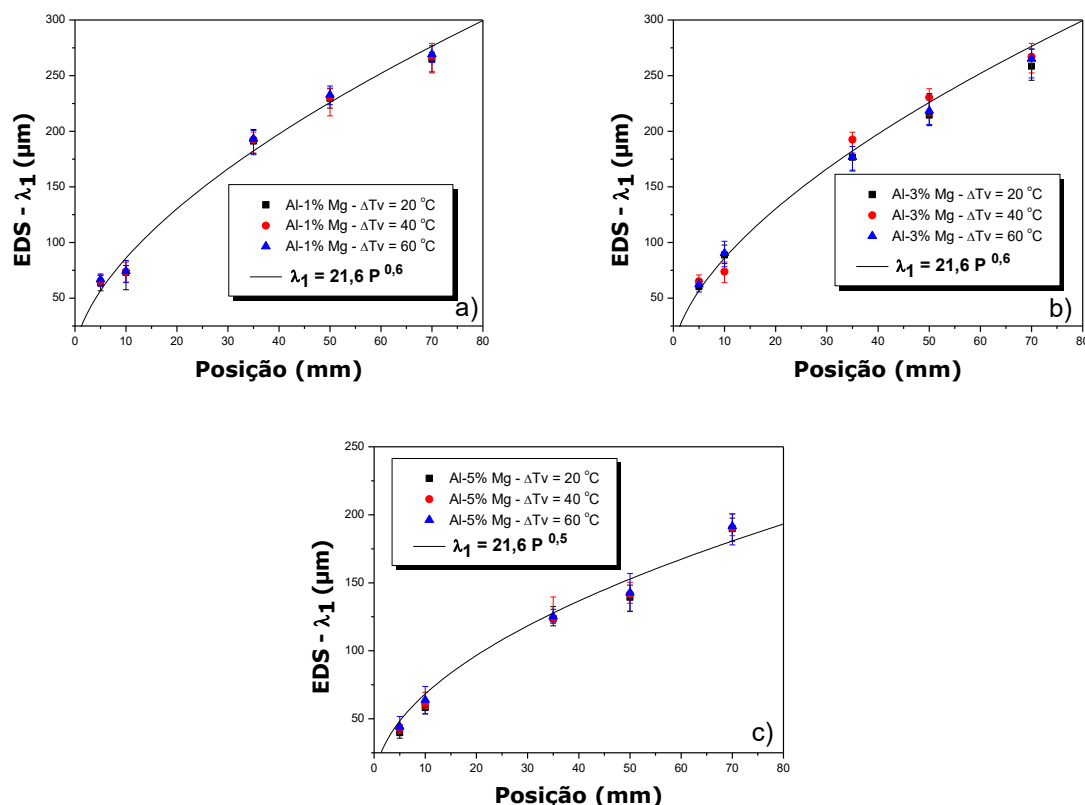 300
250
200
150
100
50
EDS - λ1 (µm)
Al-1% Mg - ΔTv = 20 °C
Al-1% Mg - ΔTv = 40 °C
Al-1% Mg - ΔTv = 60 °C
λ1 = 21,6 P 0,6
a)
0 10 20 30 40 50 60 70 80
Posição (mm)
300
250
200
150
100
50
EDS - λ1 (µm)
Al-3% Mg - ΔTv = 20 °C
Al-3% Mg - ΔTv = 40 °C
Al-3% Mg - ΔTv = 60 °C
λ1 = 21,6 P 0,6
b)
0 10 20 30 40 50 60 70 80
Posição (mm)
250
200
150
100
50
EDS - λ1 (µm)
Al-5% Mg - ΔTv = 20 °C
Al-5% Mg - ΔTv = 40 °C
Al-5% Mg - ΔTv = 60 °C
λ1 = 21,6 P 0,5
c)
0 10 20 30 40 50 60 70 80
Posição (mm)